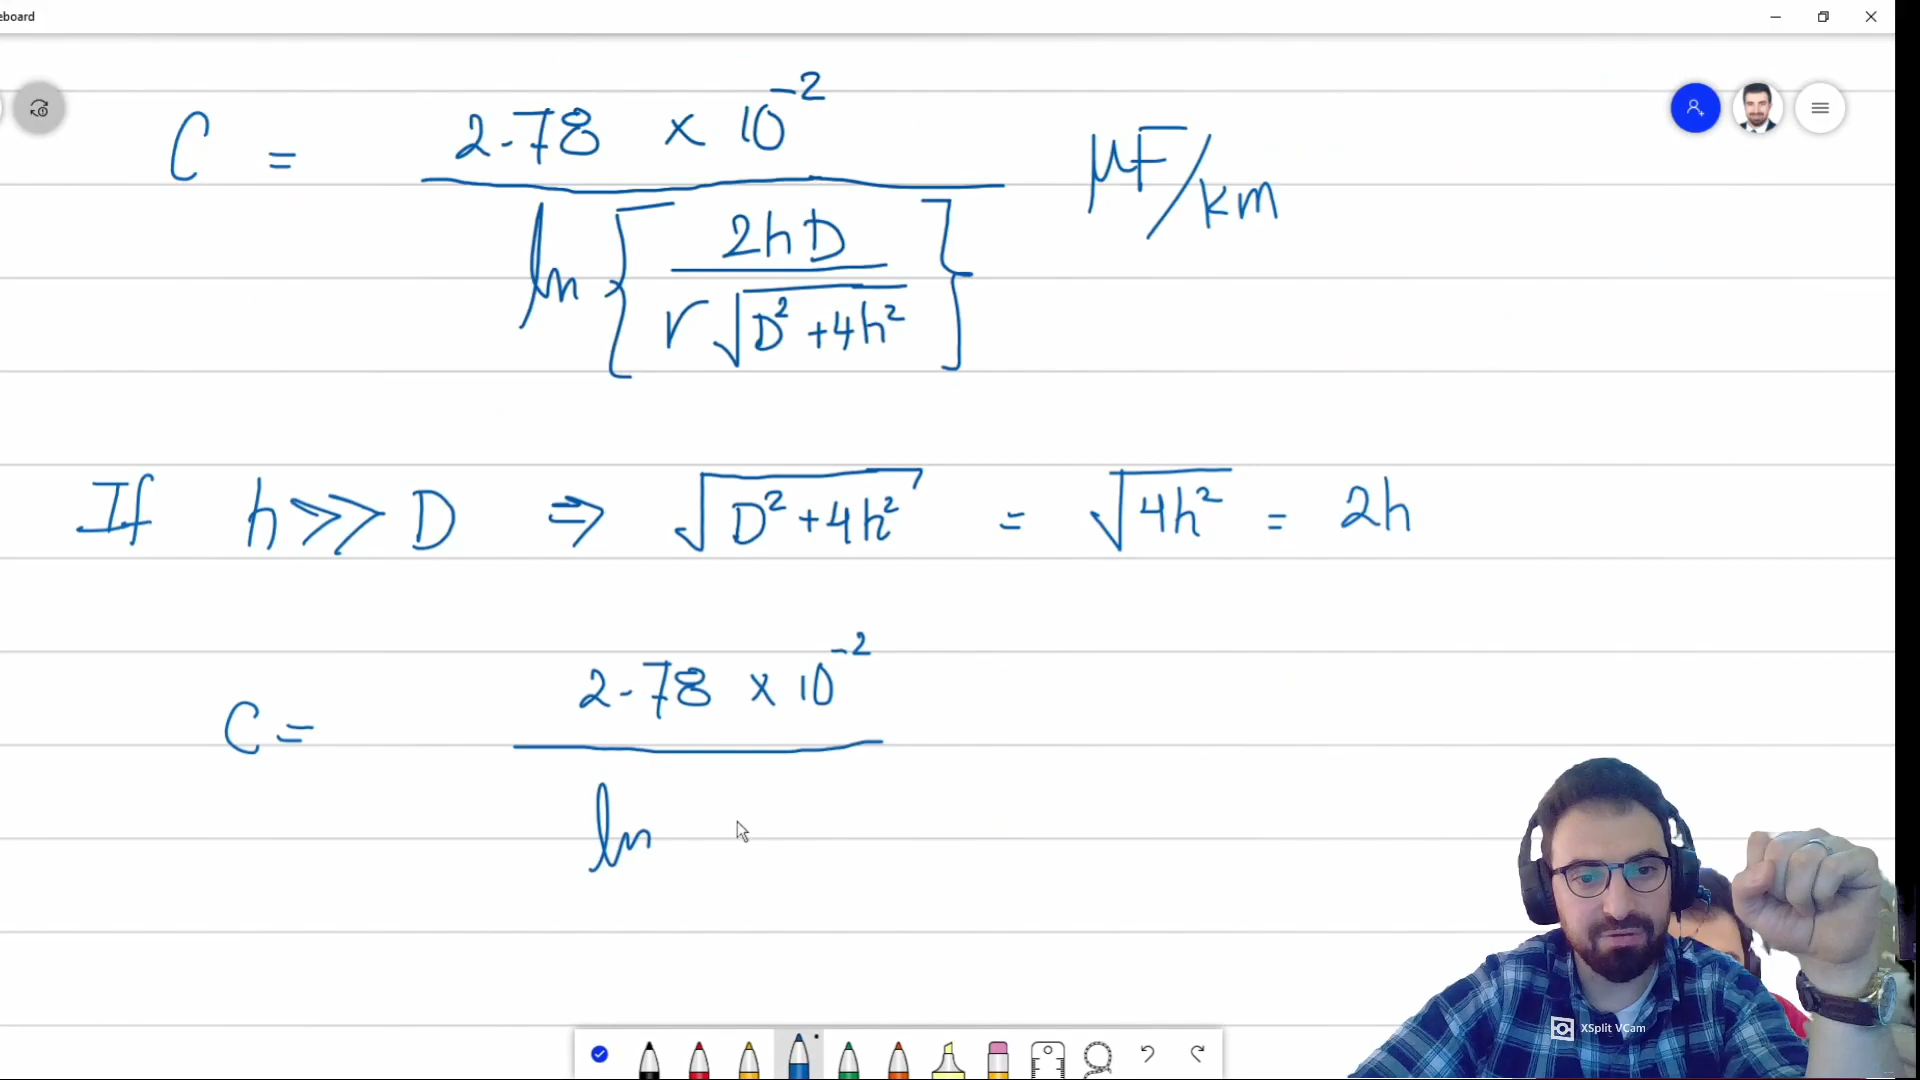 eboard
C = 2.78 × 10⁻² / ln { 2hD / r√(D² + 4h²) } μF/km
If h >> D ⇒ √(D² + 4h²) = √(4h²) = 2h
C = 2.78 × 10⁻² / ln
XSplit VCam